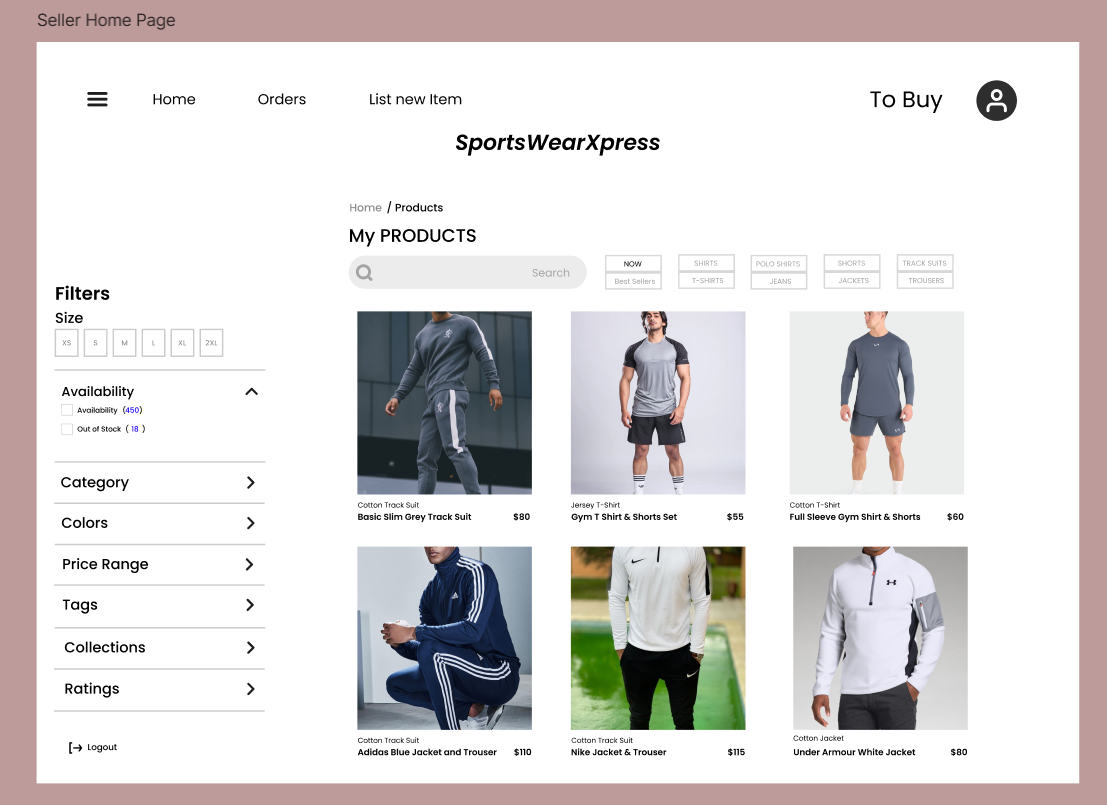 Seller Home Page
Home Orders List new Item To Buy
SportsWearXpress
Home / Products
My PRODUCTS
Search
NOW SHIRTS POLO SHIRTS SHORTS TRACK SUITS
Best Sellers T-SHIRTS JEANS JACKETS TROUSERS
Filters
Size
XS S M L XL 2XL
Availability
Availability (450)
Out of Stock ( 18 )
Category
Colors
Price Range
Tags
Collections
Ratings
Logout
Cotton Track Suit
Basic Slim Grey Track Suit $80
Jersey T-Shirt
Gym T Shirt & Shorts Set $55
Cotton T-Shirt
Full Sleeve Gym Shirt & Shorts $60
Cotton Track Suit
Adidas Blue Jacket and Trouser $110
Cotton Track Suit
Nike Jacket & Trouser $115
Cotton Jacket
Under Armour White Jacket $80